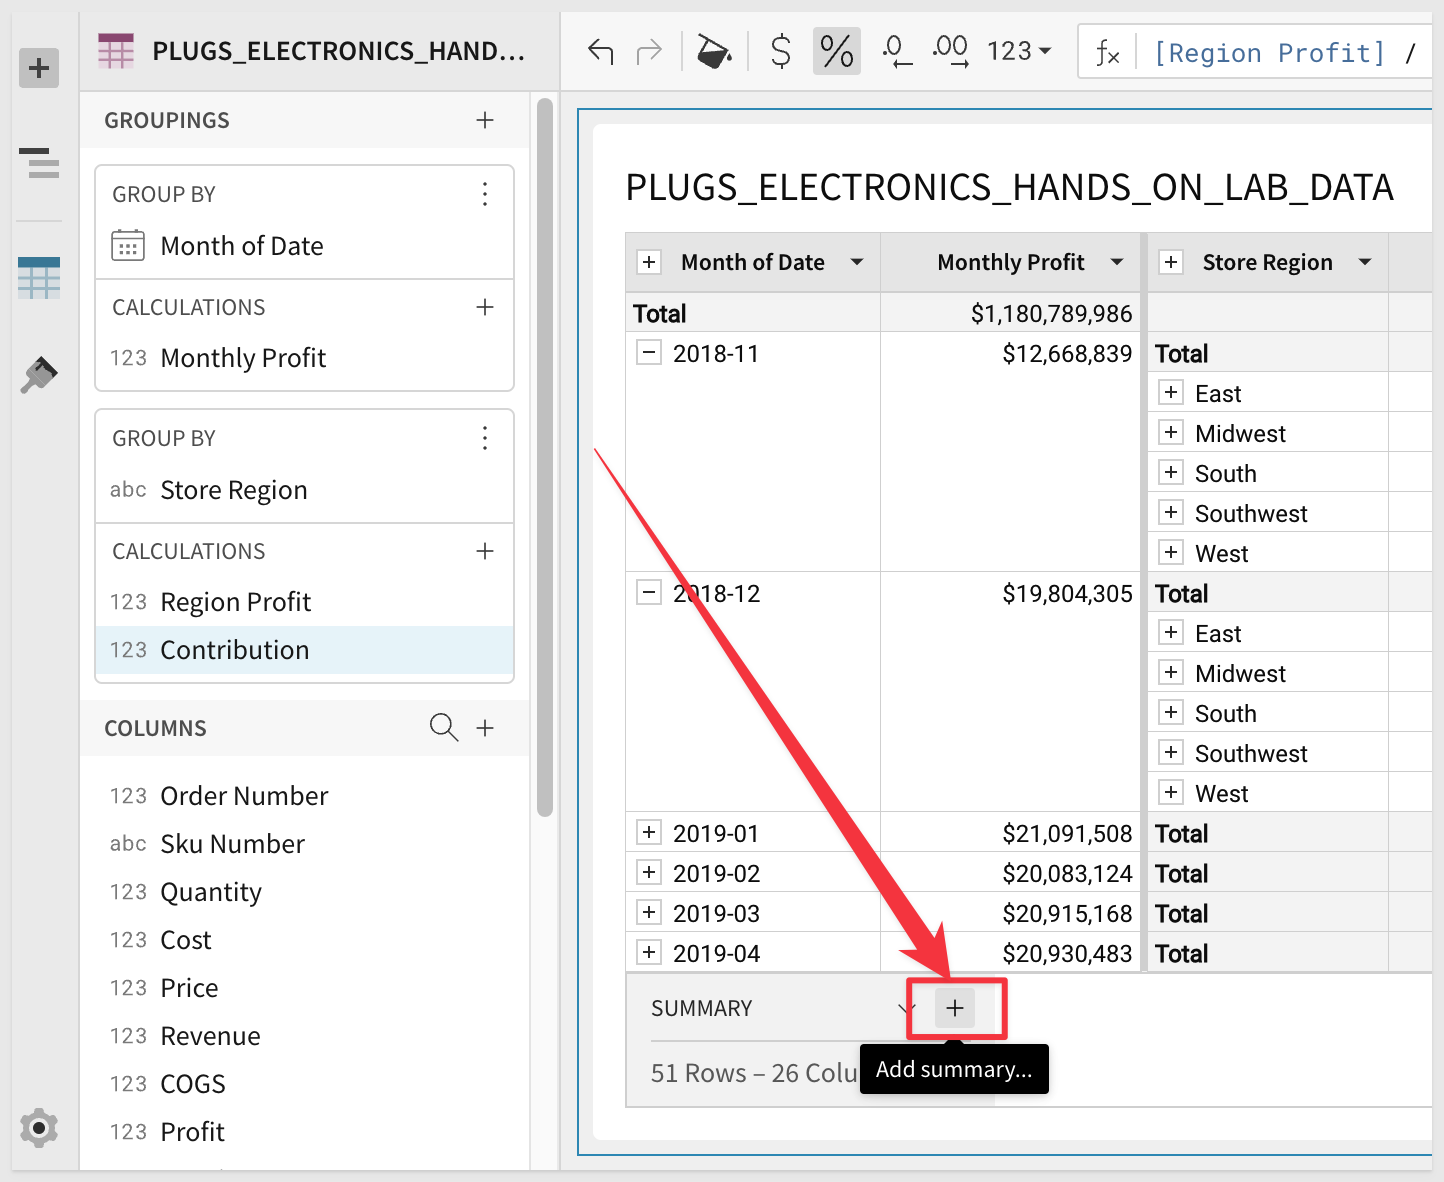 PLUGS_ELECTRONICS_HAND...
$ % .0 .00 123
fx [Region Profit] /
GROUPINGS
GROUP BY
Month of Date
CALCULATIONS
123 Monthly Profit
GROUP BY
abc Store Region
CALCULATIONS
123 Region Profit
123 Contribution
COLUMNS
123 Order Number
abc Sku Number
123 Quantity
123 Cost
123 Price
123 Revenue
123 COGS
123 Profit
PLUGS_ELECTRONICS_HANDS_ON_LAB_DATA
Month of Date Monthly Profit Store Region
Total $1,180,789,986
2018-11 $12,668,839 Total
East
Midwest
South
Southwest
West
2018-12 $19,804,305 Total
East
Midwest
South
Southwest
West
2019-01 $21,091,508 Total
2019-02 $20,083,124 Total
2019-03 $20,915,168 Total
2019-04 $20,930,483 Total
SUMMARY
51 Rows – 26 Colu
Add summary...